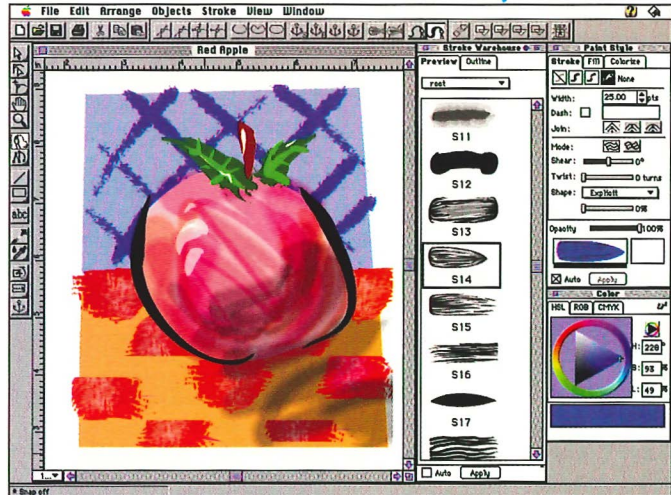 File Edit Arrange Objects Stroke View Window
Red Apple
in
Stroke Warehouse
Preview Outline
root
S11
S12
S13
S14
S15
S16
S17
Auto Apply
Paint Style
Stroke Fill Colorize
None
Width: 25.00 pts
Dash:
Join:
Mode:
Shear: 0°
Twist: 0 turns
Shape: Explicit
0%
Opacity 100%
Auto Apply
Color
HSL RGB CMYK
H: 228 °
93 %
L: 49 %
abc
1...
Snap off